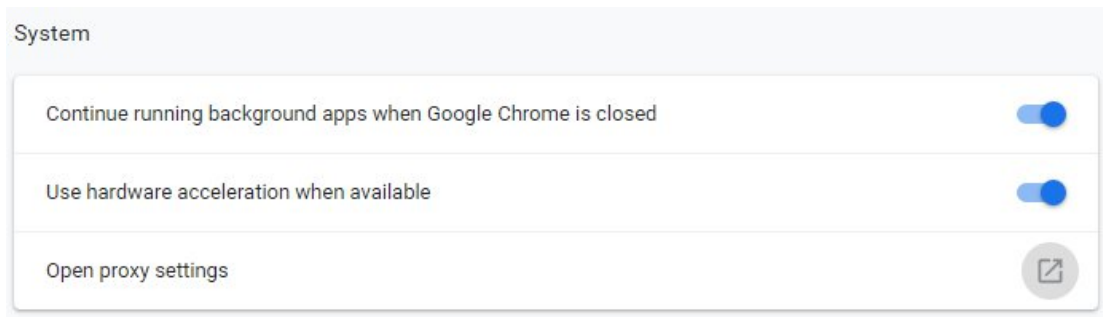 System
Continue running background apps when Google Chrome is closed
Use hardware acceleration when available
Open proxy settings